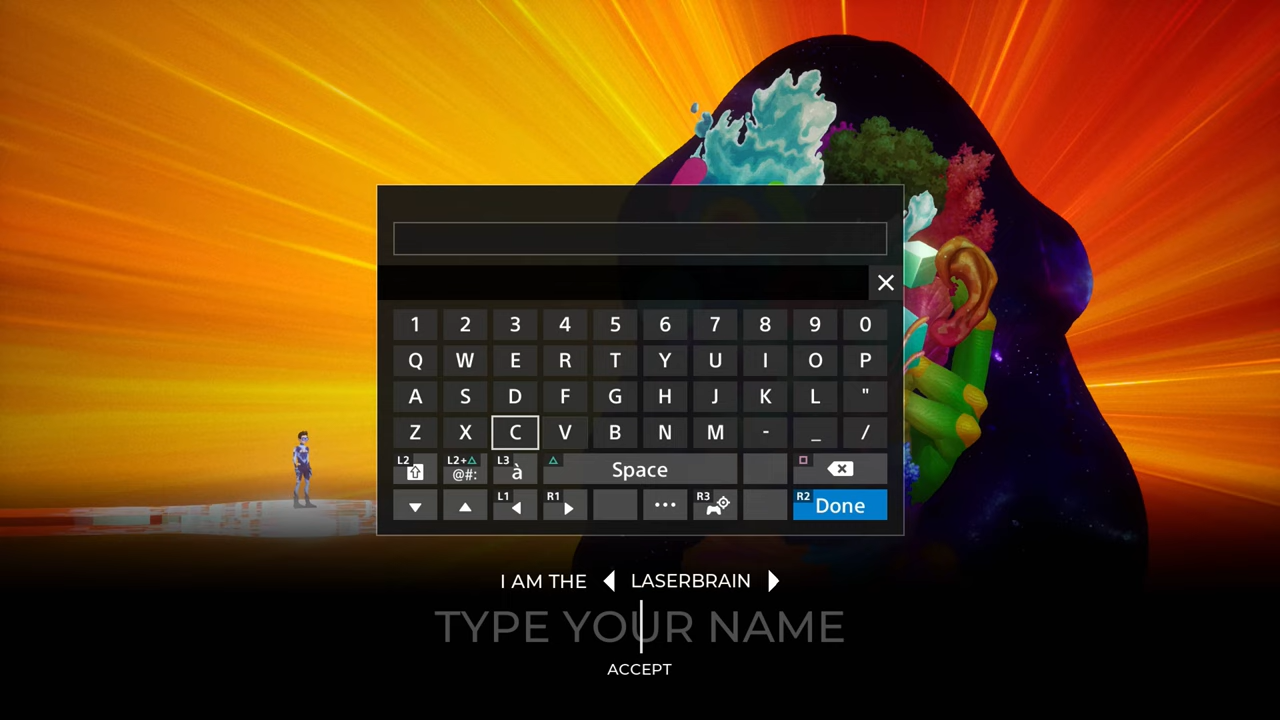 1 2 3 4 5 6 7 8 9 0
Q W E R T Y U I O P
A S D F G H J K L "
Z X C V B N M - _ /
L2 L2+△ @#: L3 à △ Space □
L1 R1 ... R3 R2 Done
I AM THE LASERBRAIN
TYPE YOUR NAME
ACCEPT